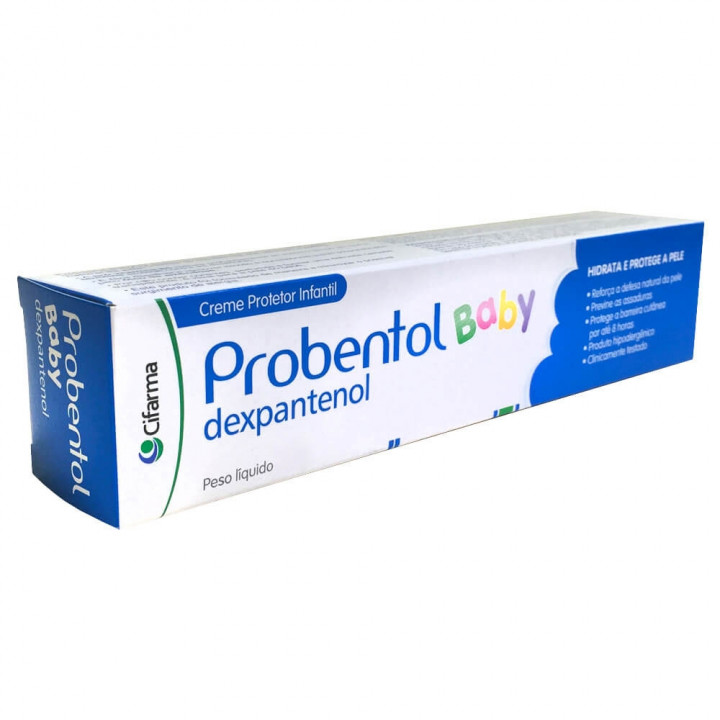 Creme Protetor Infantil
Probentol Baby
dexpantenol
Peso líquido
Cifarma
HIDRATA E PROTEGE A PELE
• Reforça a defesa natural da pele
• Previne as assaduras
• Protege a barreira cutânea
por até 8 horas
• Produto hipoalergênico
• Clinicamente testado
Probentol
Baby
dexpantenol